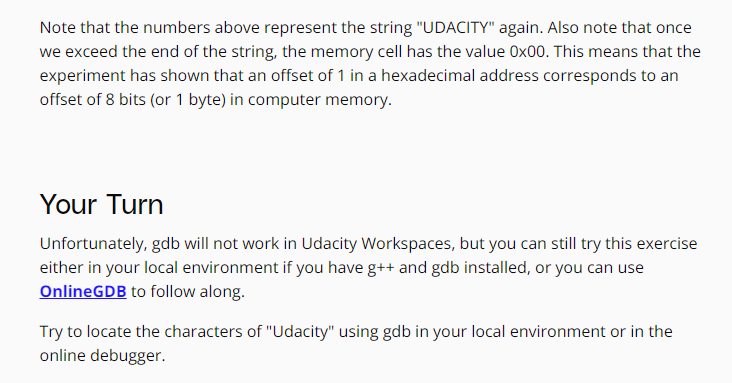 Note that the numbers above represent the string "UDACITY" again. Also note that once
we exceed the end of the string, the memory cell has the value 0x00. This means that the
experiment has shown that an offset of 1 in a hexadecimal address corresponds to an
offset of 8 bits (or 1 byte) in computer memory.
Your Turn
Unfortunately, gdb will not work in Udacity Workspaces, but you can still try this exercise
either in your local environment if you have g++ and gdb installed, or you can use
OnlineGDB to follow along.
Try to locate the characters of "Udacity" using gdb in your local environment or in the
online debugger.